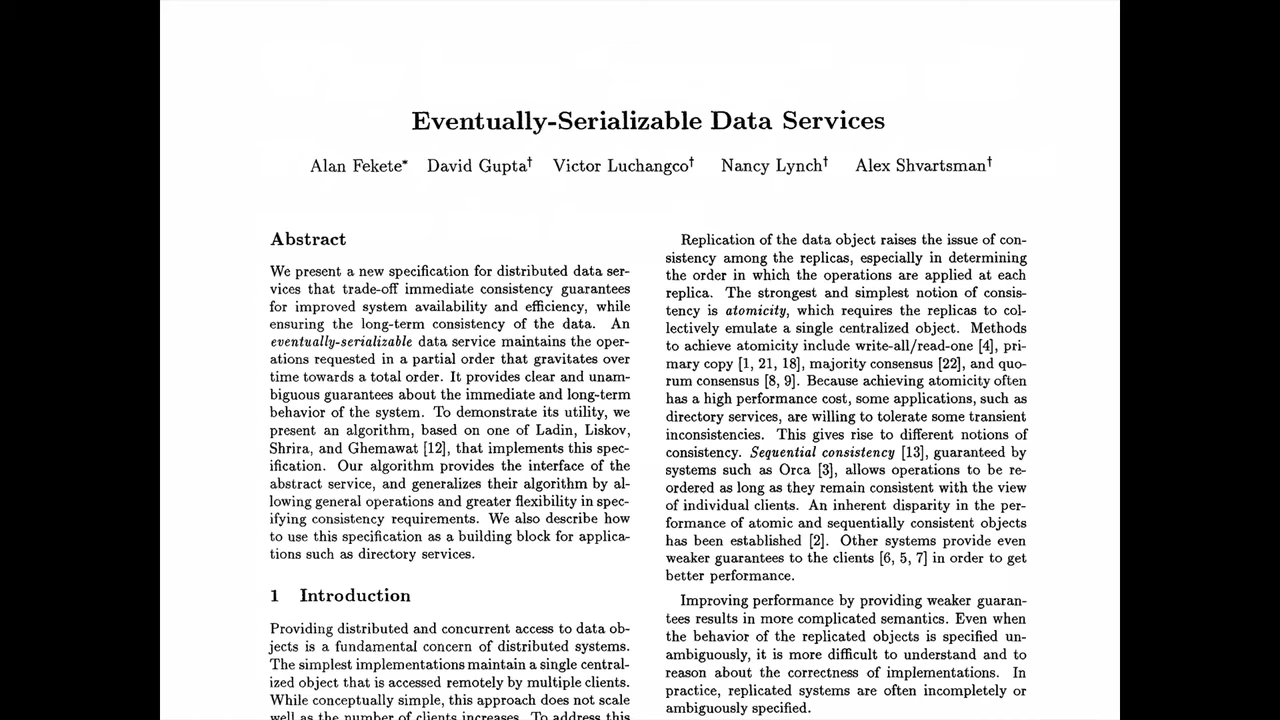 Eventually-Serializable Data Services
Alan Fekete* David Gupta† Victor Luchangco† Nancy Lynch† Alex Shvartsman†
Abstract
We present a new specification for distributed data ser-
vices that trade-off immediate consistency guarantees
for improved system availability and efficiency, while
ensuring the long-term consistency of the data. An
eventually-serializable data service maintains the oper-
ations requested in a partial order that gravitates over
time towards a total order. It provides clear and unam-
biguous guarantees about the immediate and long-term
behavior of the system. To demonstrate its utility, we
present an algorithm, based on one of Ladin, Liskov,
Shrira, and Ghemawat [12], that implements this spec-
ification. Our algorithm provides the interface of the
abstract service, and generalizes their algorithm by al-
lowing general operations and greater flexibility in spec-
ifying consistency requirements. We also describe how
to use this specification as a building block for applica-
tions such as directory services.
1 Introduction
Providing distributed and concurrent access to data ob-
jects is a fundamental concern of distributed systems.
The simplest implementations maintain a single central-
ized object that is accessed remotely by multiple clients.
While conceptually simple, this approach does not scale
well as the number of clients increases. To address this
Replication of the data object raises the issue of con-
sistency among the replicas, especially in determining
the order in which the operations are applied at each
replica. The strongest and simplest notion of consis-
tency is atomicity, which requires the replicas to col-
lectively emulate a single centralized object. Methods
to achieve atomicity include write-all/read-one [4], pri-
mary copy [1, 21, 18], majority consensus [22], and quo-
rum consensus [8, 9]. Because achieving atomicity often
has a high performance cost, some applications, such as
directory services, are willing to tolerate some transient
inconsistencies. This gives rise to different notions of
consistency. Sequential consistency [13], guaranteed by
systems such as Orca [3], allows operations to be re-
ordered as long as they remain consistent with the view
of individual clients. An inherent disparity in the per-
formance of atomic and sequentially consistent objects
has been established [2]. Other systems provide even
weaker guarantees to the clients [6, 5, 7] in order to get
better performance.
Improving performance by providing weaker guaran-
tees results in more complicated semantics. Even when
the behavior of the replicated objects is specified un-
ambiguously, it is more difficult to understand and to
reason about the correctness of implementations. In
practice, replicated systems are often incompletely or
ambiguously specified.